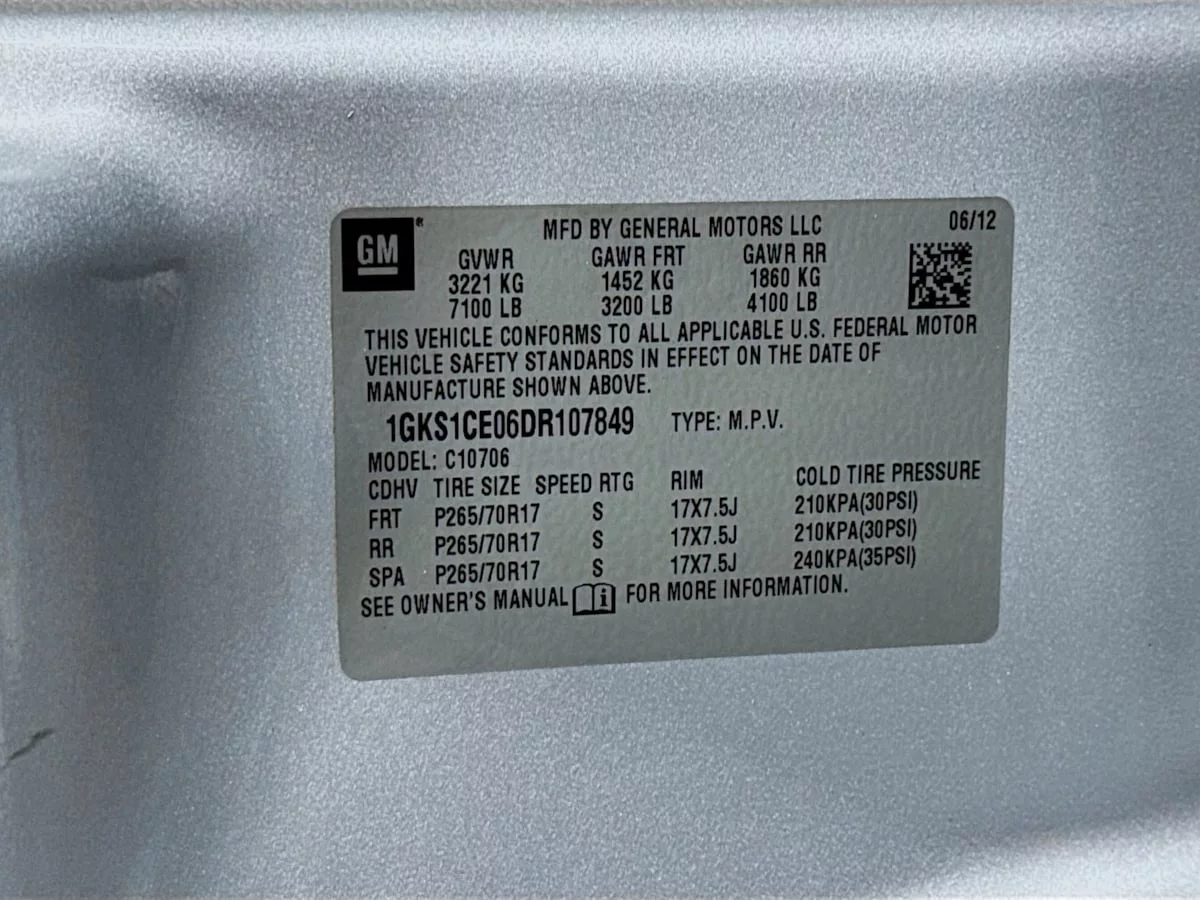 GM®
MFD BY GENERAL MOTORS LLC 06/12
GVWR GAWR FRT GAWR RR
3221 KG 1452 KG 1860 KG
7100 LB 3200 LB 4100 LB
THIS VEHICLE CONFORMS TO ALL APPLICABLE U.S. FEDERAL MOTOR
VEHICLE SAFETY STANDARDS IN EFFECT ON THE DATE OF
MANUFACTURE SHOWN ABOVE.
1GKS1CE06DR107849 TYPE: M.P.V.
MODEL: C10706
CDHV TIRE SIZE SPEED RTG RIM COLD TIRE PRESSURE
FRT P265/70R17 S 17X7.5J 210KPA(30PSI)
RR P265/70R17 S 17X7.5J 210KPA(30PSI)
SPA P265/70R17 S 17X7.5J 240KPA(35PSI)
SEE OWNER'S MANUAL i FOR MORE INFORMATION.